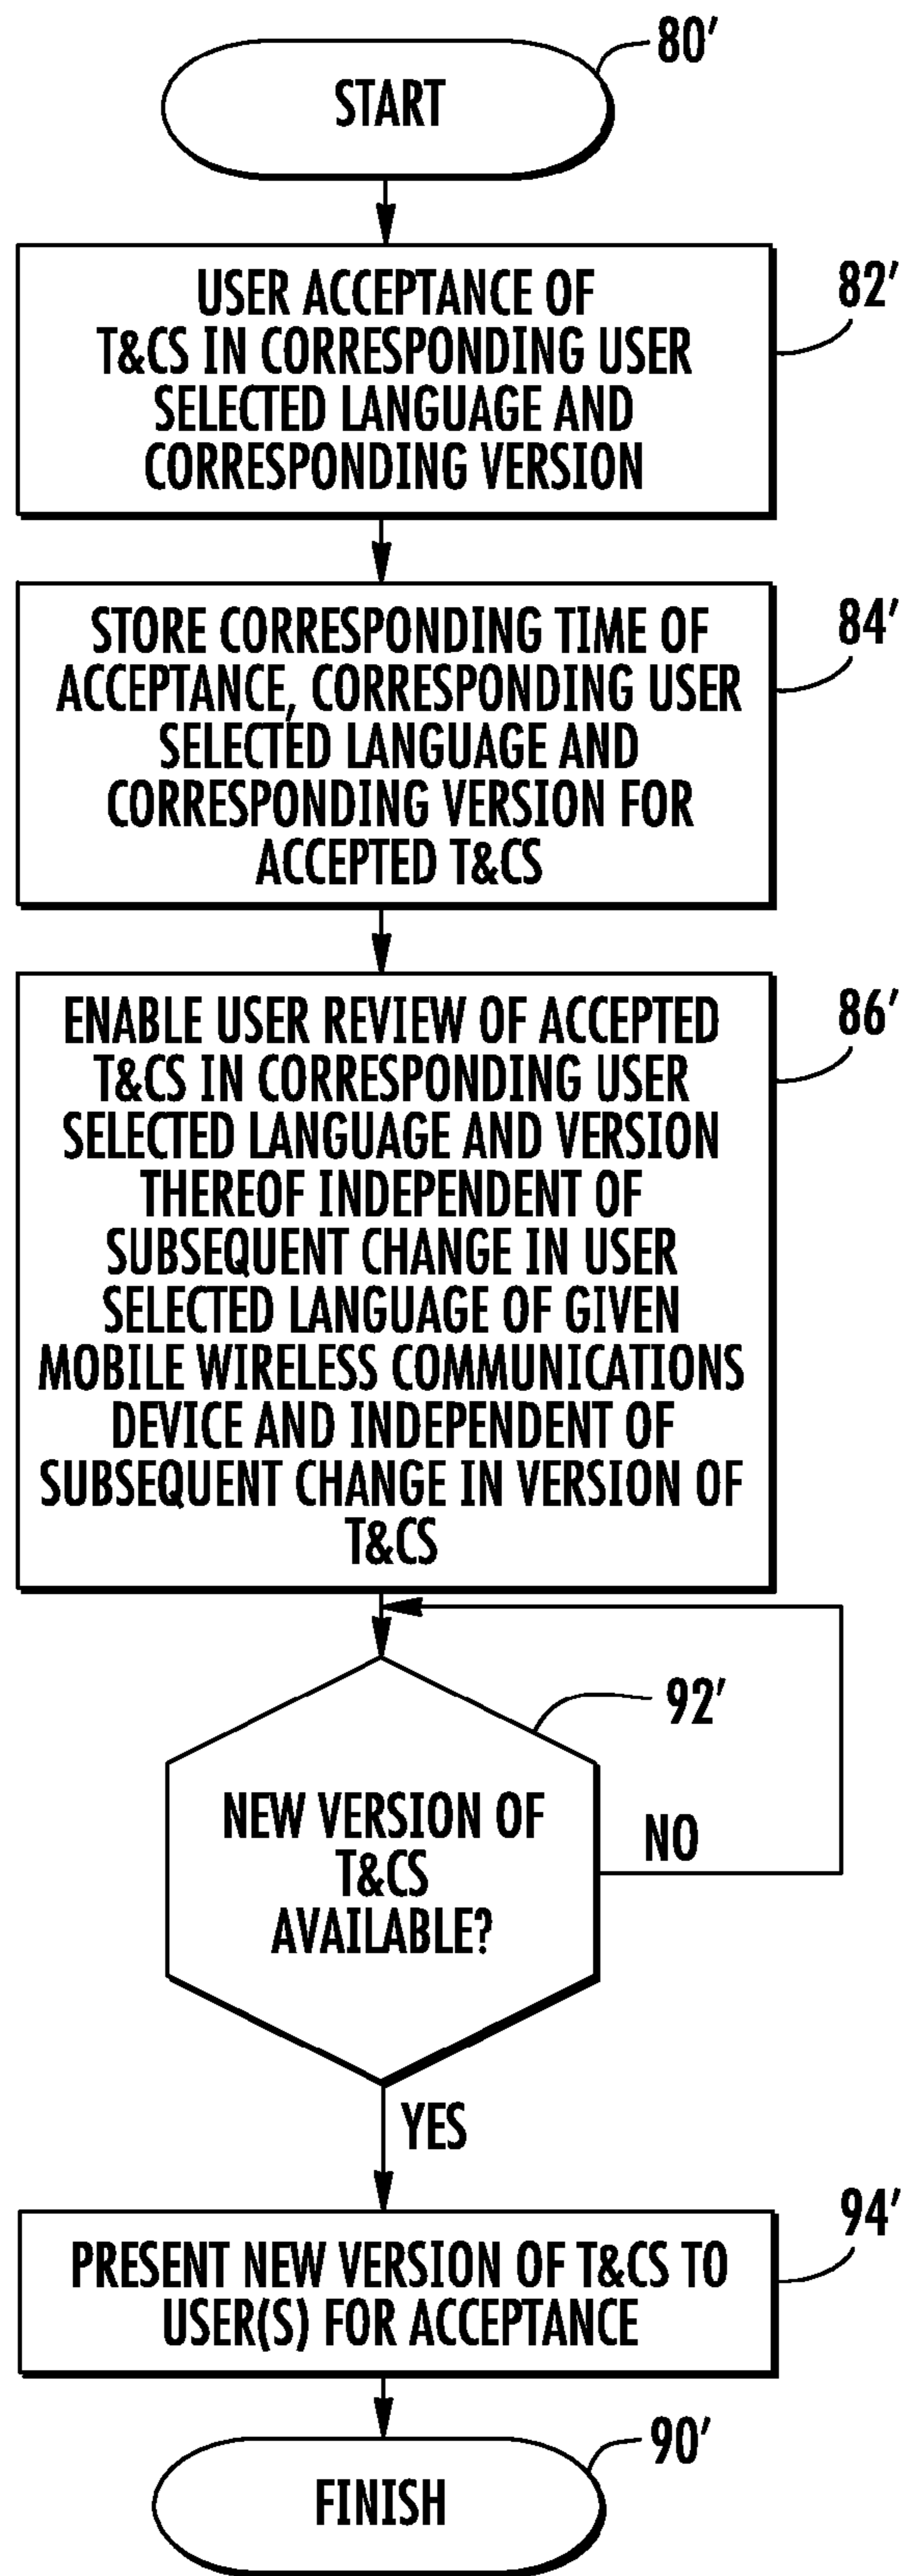 80′
START
82′
USER ACCEPTANCE OF
T&CS IN CORRESPONDING USER
SELECTED LANGUAGE AND
CORRESPONDING VERSION
84′
STORE CORRESPONDING TIME OF
ACCEPTANCE, CORRESPONDING USER
SELECTED LANGUAGE AND
CORRESPONDING VERSION FOR
ACCEPTED T&CS
86′
ENABLE USER REVIEW OF ACCEPTED
T&CS IN CORRESPONDING USER
SELECTED LANGUAGE AND VERSION
THEREOF INDEPENDENT OF
SUBSEQUENT CHANGE IN USER
SELECTED LANGUAGE OF GIVEN
MOBILE WIRELESS COMMUNICATIONS
DEVICE AND INDEPENDENT OF
SUBSEQUENT CHANGE IN VERSION OF
T&CS
92′
NEW VERSION OF
T&CS
AVAILABLE?
NO
YES
94′
PRESENT NEW VERSION OF T&CS TO
USER(S) FOR ACCEPTANCE
90′
FINISH